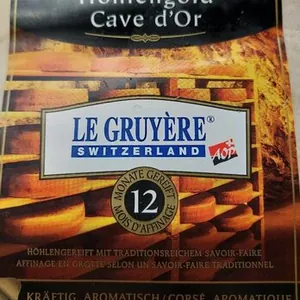 Höhlengold
Cave d'Or
LE GRUYÈRE®
SWITZERLAND
AOP
MONATE GEREIFT
12
MOIS D'AFFINAGE
HÖHLENGEREIFT MIT TRADITIONSREICHEM SAVOIR-FAIRE
AFFINAGE EN GROTTE SELON UN SAVOIR-FAIRE TRADITIONNEL
KRÄFTIG, AROMATISCH/CORSÉ, AROMATIQUE